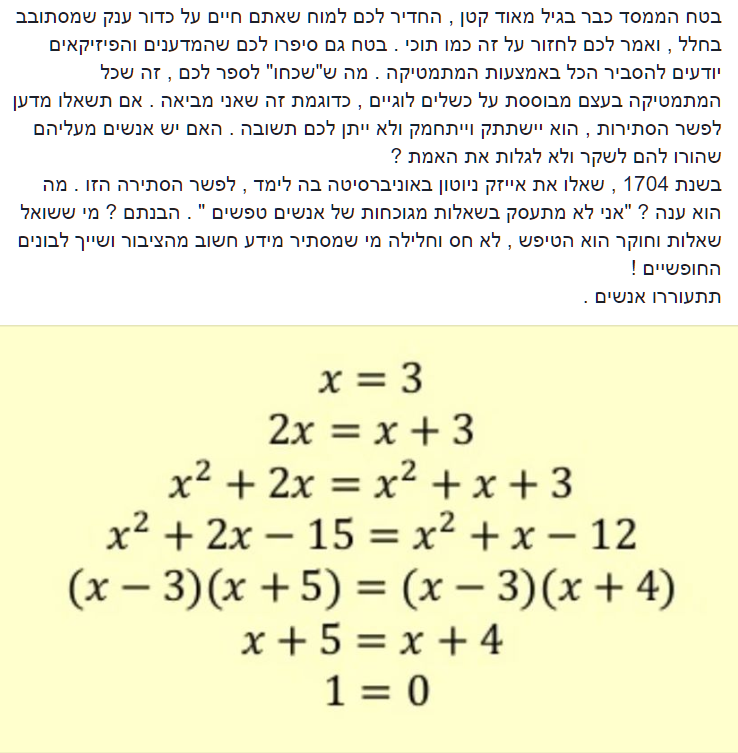 בטח הממסד כבר בגיל מאוד קטן , החדיר לכם למוח שאתם חיים על כדור ענק שמסתובב
בחלל , ואמר לכם לחזור על זה כמו תוכי . בטח גם סיפרו לכם שהמדענים והפיזיקאים
יודעים להסביר הכל באמצעות המתמטיקה . מה ש"שכחו" לספר לכם , זה שכל
המתמטיקה בעצם מבוססת על כשלים לוגיים , כדוגמת זה שאני מביאה . אם תשאלו מדען
לפשר הסתירות , הוא יישתתק וייתחמק ולא ייתן לכם תשובה . האם יש אנשים מעליהם
שהורו להם לשקר ולא לגלות את האמת ?
בשנת 1704 , שאלו את אייזק ניוטון באוניברסיטה בה לימד , לפשר הסתירה הזו . מה
הוא ענה ? "אני לא מתעסק בשאלות מגוכחות של אנשים טפשים " . הבנתם ? מי ששואל
שאלות וחוקר הוא הטיפש , לא חס וחלילה מי שמסתיר מידע חשוב מהציבור ושייך לבונים
החופשיים !
תתעוררו אנשים .
x = 3
2x = x + 3
x² + 2x = x² + x + 3
x² + 2x − 15 = x² + x − 12
(x − 3)(x + 5) = (x − 3)(x + 4)
x + 5 = x + 4
1 = 0